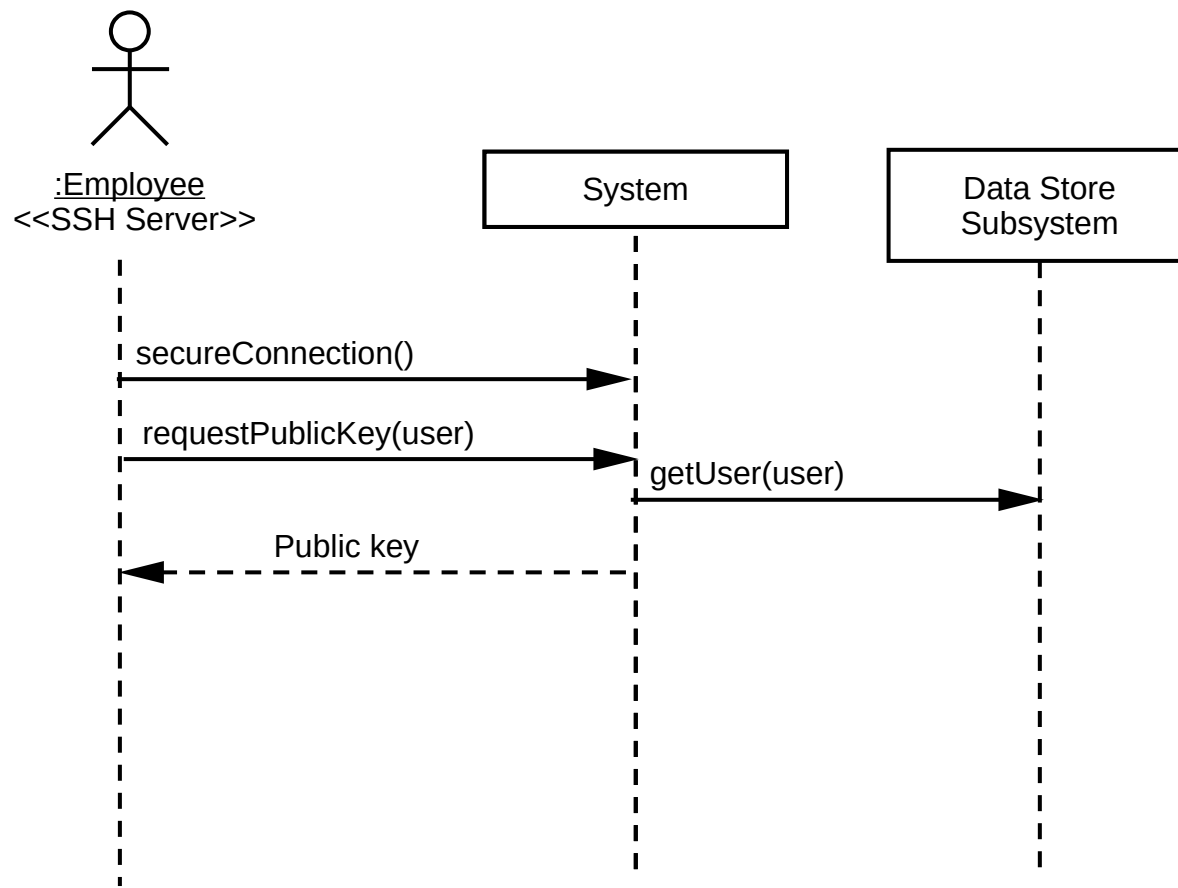 :Employee
<<SSH Server>>
System
Data Store
Subsystem
secureConnection()
requestPublicKey(user)
getUser(user)
Public key